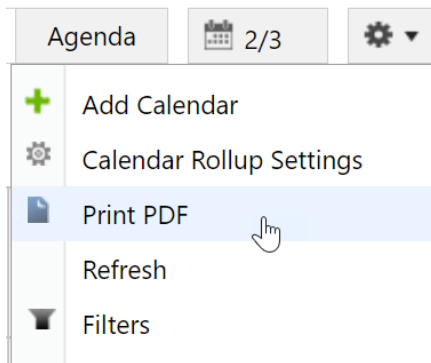 Agenda 2/3
Add Calendar
Calendar Rollup Settings
Print PDF
Refresh
Filters